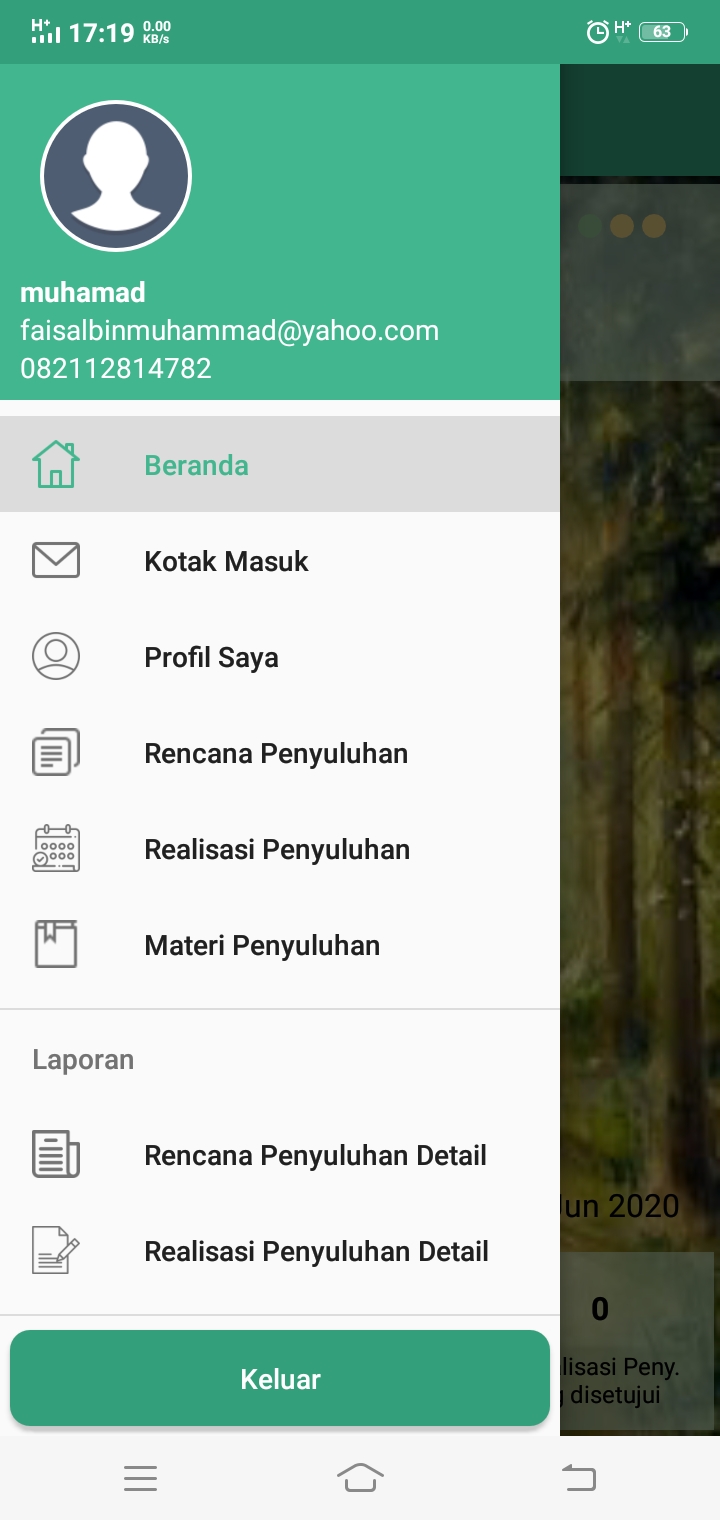 H+ 17:19 0.00 KB/s H+ 63
muhamad
faisalbinmuhammad@yahoo.com
082112814782
Beranda
Kotak Masuk
Profil Saya
Rencana Penyuluhan
Realisasi Penyuluhan
Materi Penyuluhan
Laporan
Rencana Penyuluhan Detail
Jun 2020
Realisasi Penyuluhan Detail
0
lisasi Peny.
disetujui
Keluar